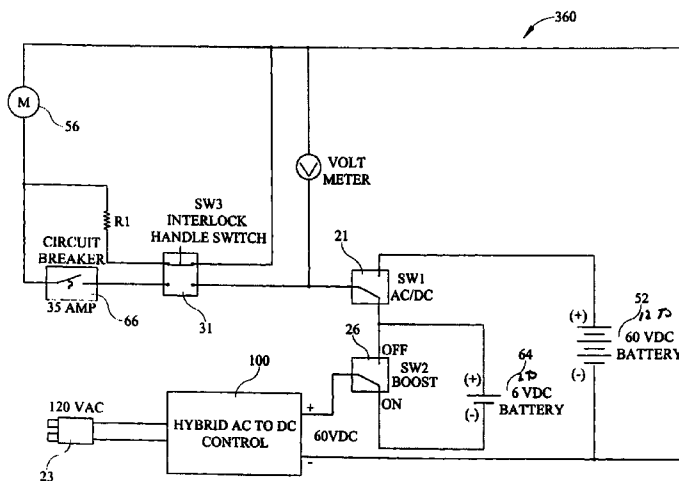 360
M
56
VOLT
METER
SW3
INTERLOCK
HANDLE SWITCH
R1
CIRCUIT
BREAKER
35 AMP
66
31
21
SW1
AC/DC
52
(+)
60 VDC
BATTERY
(-)
26
OFF
SW2
BOOST
ON
64
(+)
6 VDC
BATTERY
(-)
100
120 VAC
HYBRID AC TO DC
CONTROL
+
60VDC
-
23